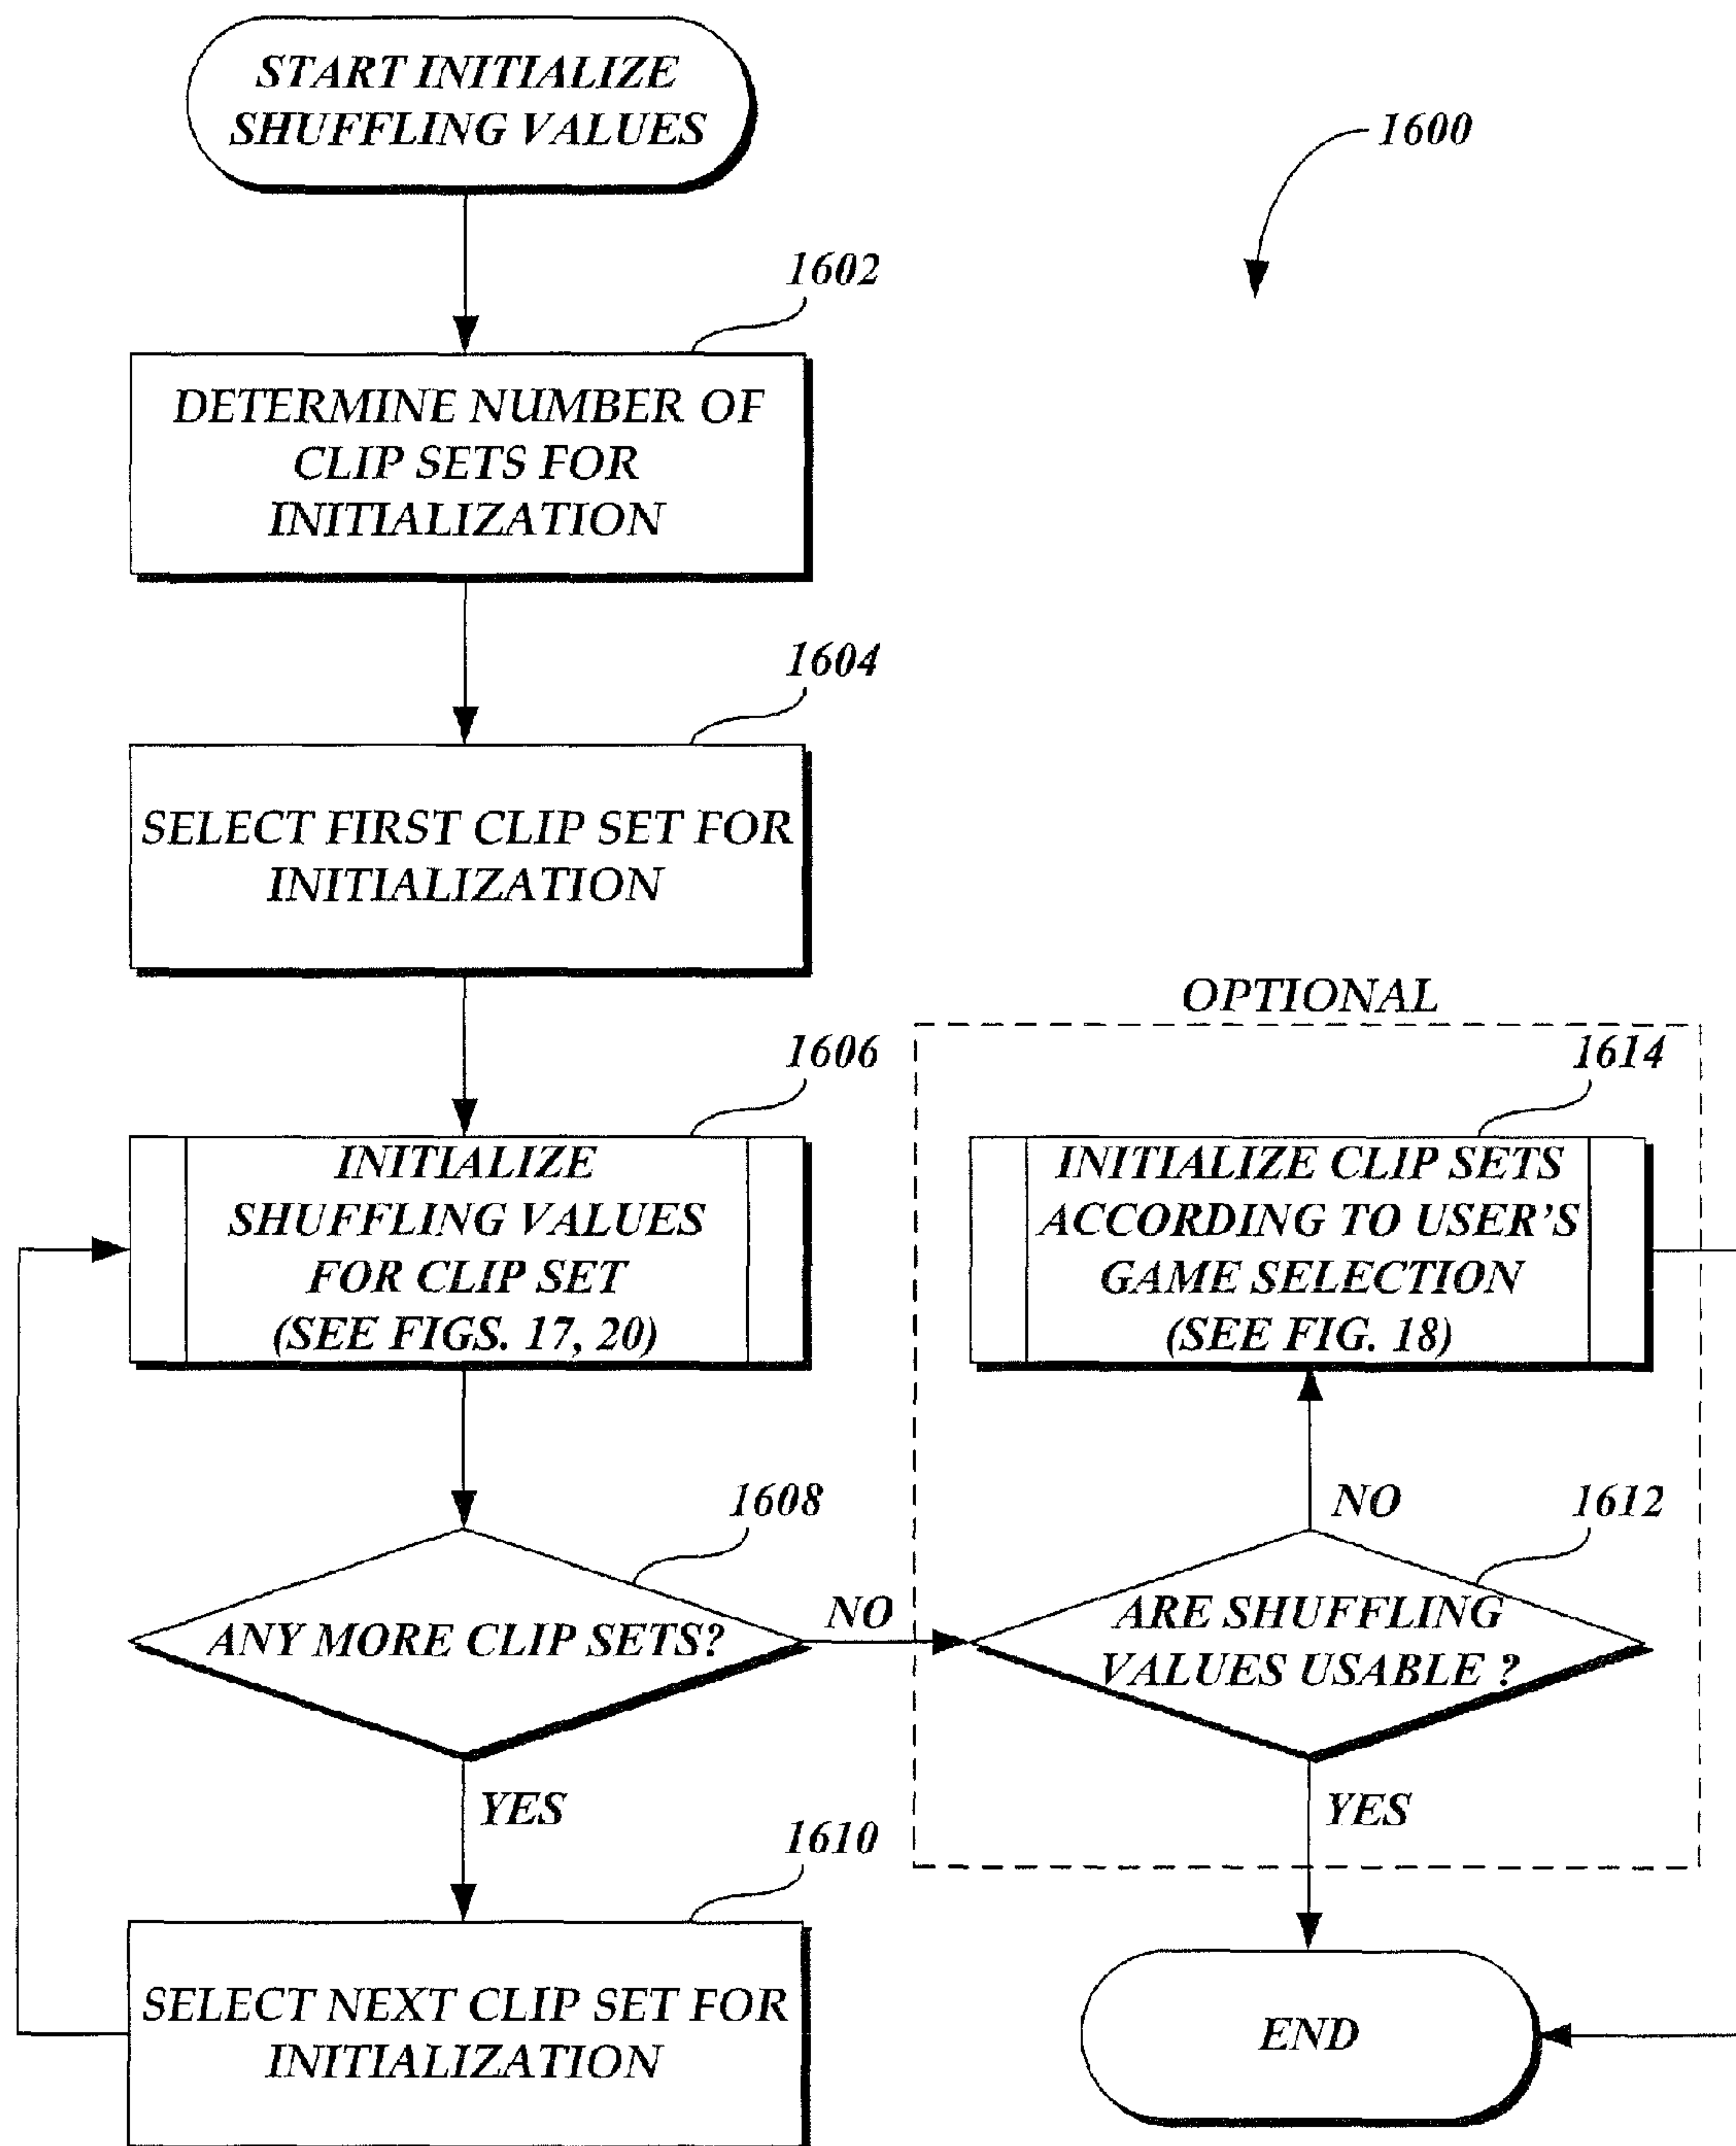 START INITIALIZE
SHUFFLING VALUES
1600
1602
DETERMINE NUMBER OF
CLIP SETS FOR
INITIALIZATION
1604
SELECT FIRST CLIP SET FOR
INITIALIZATION
1606
INITIALIZE
SHUFFLING VALUES
FOR CLIP SET
(SEE FIGS. 17, 20)
1608
ANY MORE CLIP SETS?
NO
YES
1610
SELECT NEXT CLIP SET FOR
INITIALIZATION
OPTIONAL
1614
INITIALIZE CLIP SETS
ACCORDING TO USER'S
GAME SELECTION
(SEE FIG. 18)
NO
1612
ARE SHUFFLING
VALUES USABLE ?
YES
END